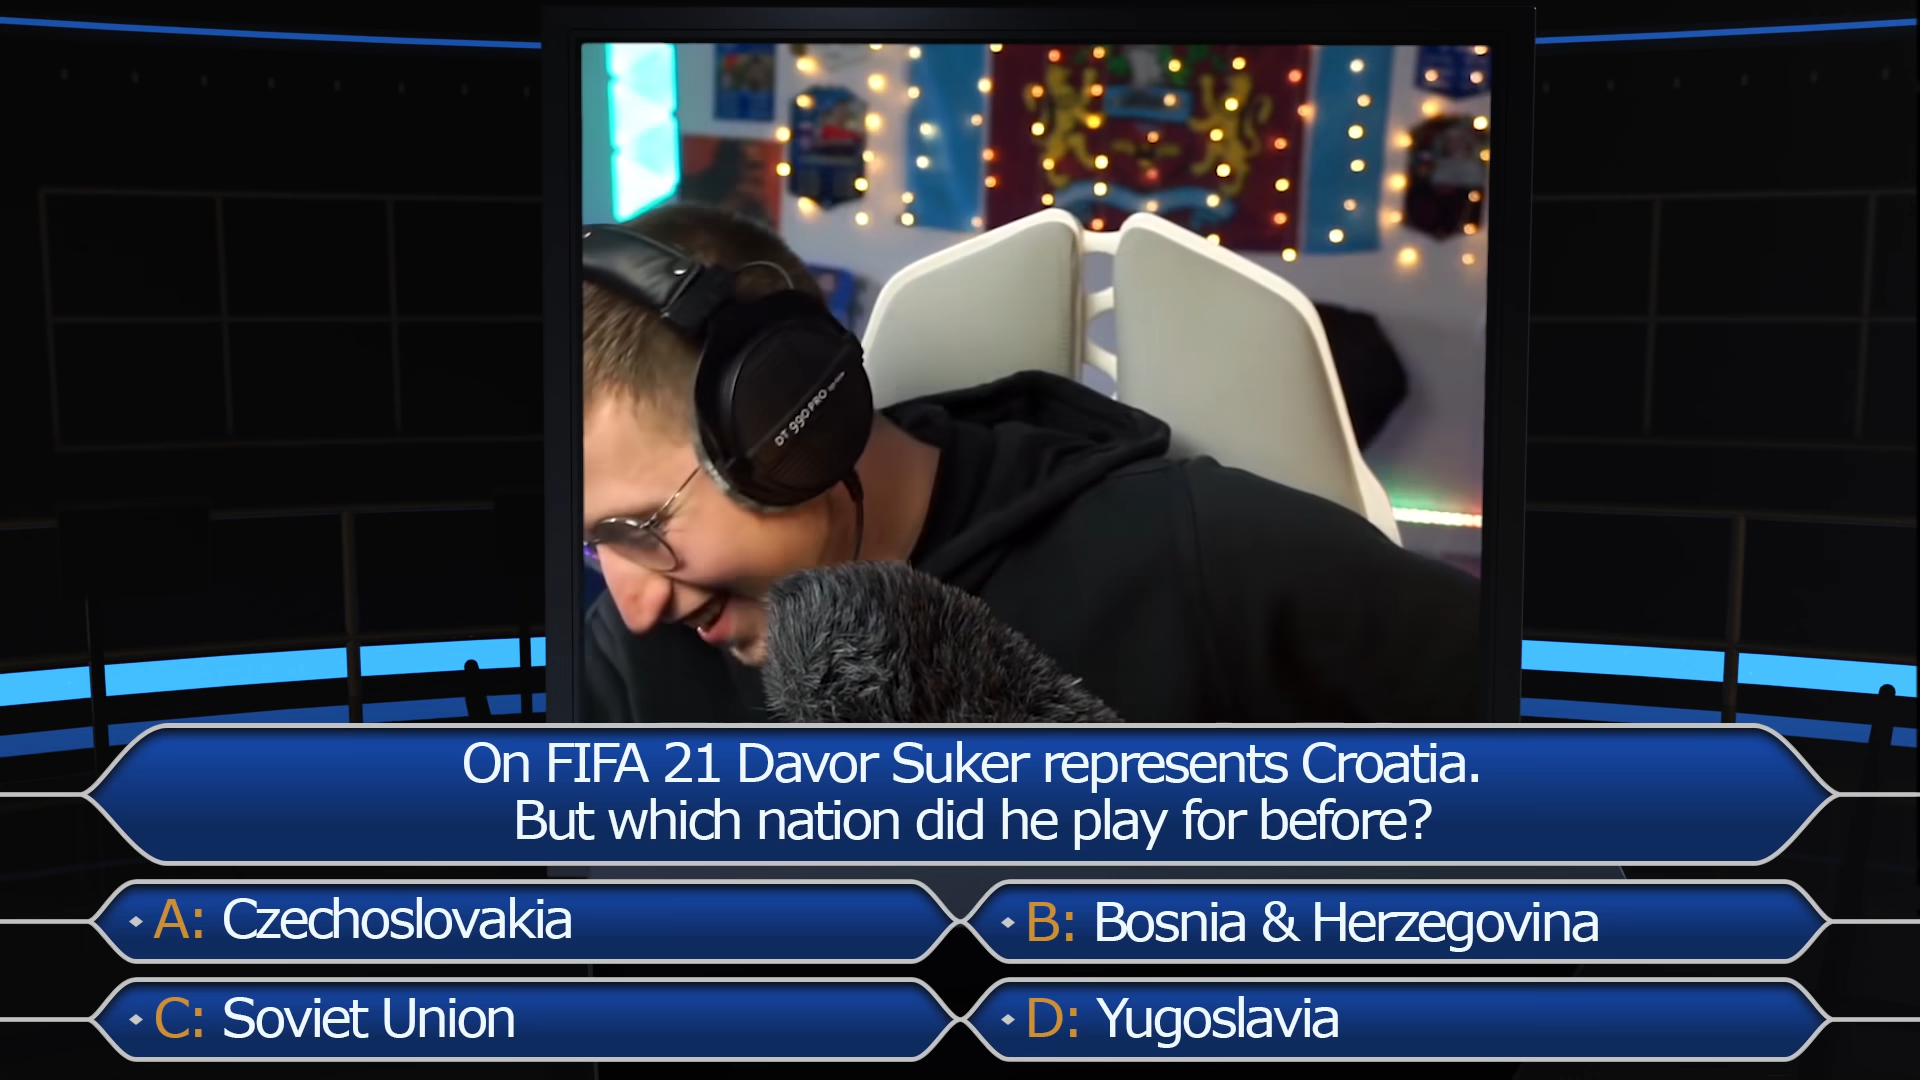 DT 990 PRO
On FIFA 21 Davor Suker represents Croatia.
But which nation did he play for before?
A: Czechoslovakia
B: Bosnia & Herzegovina
C: Soviet Union
D: Yugoslavia